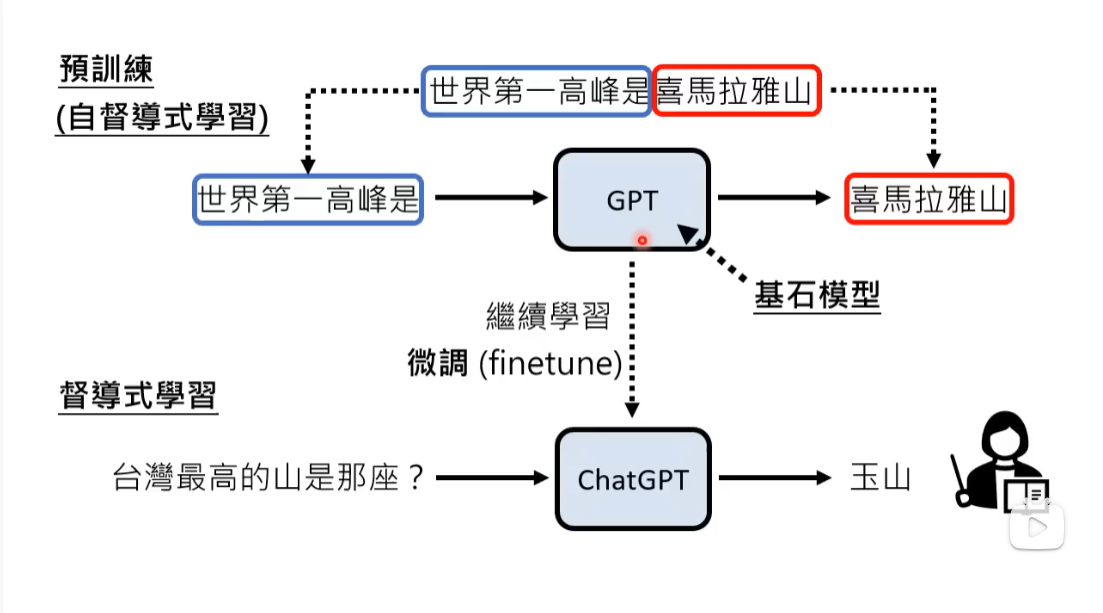 預訓練
(自督導式學習)
世界第一高峰是喜馬拉雅山
世界第一高峰是
GPT
喜馬拉雅山
基石模型
繼續學習
微調 (finetune)
督導式學習
台灣最高的山是那座？
ChatGPT
玉山